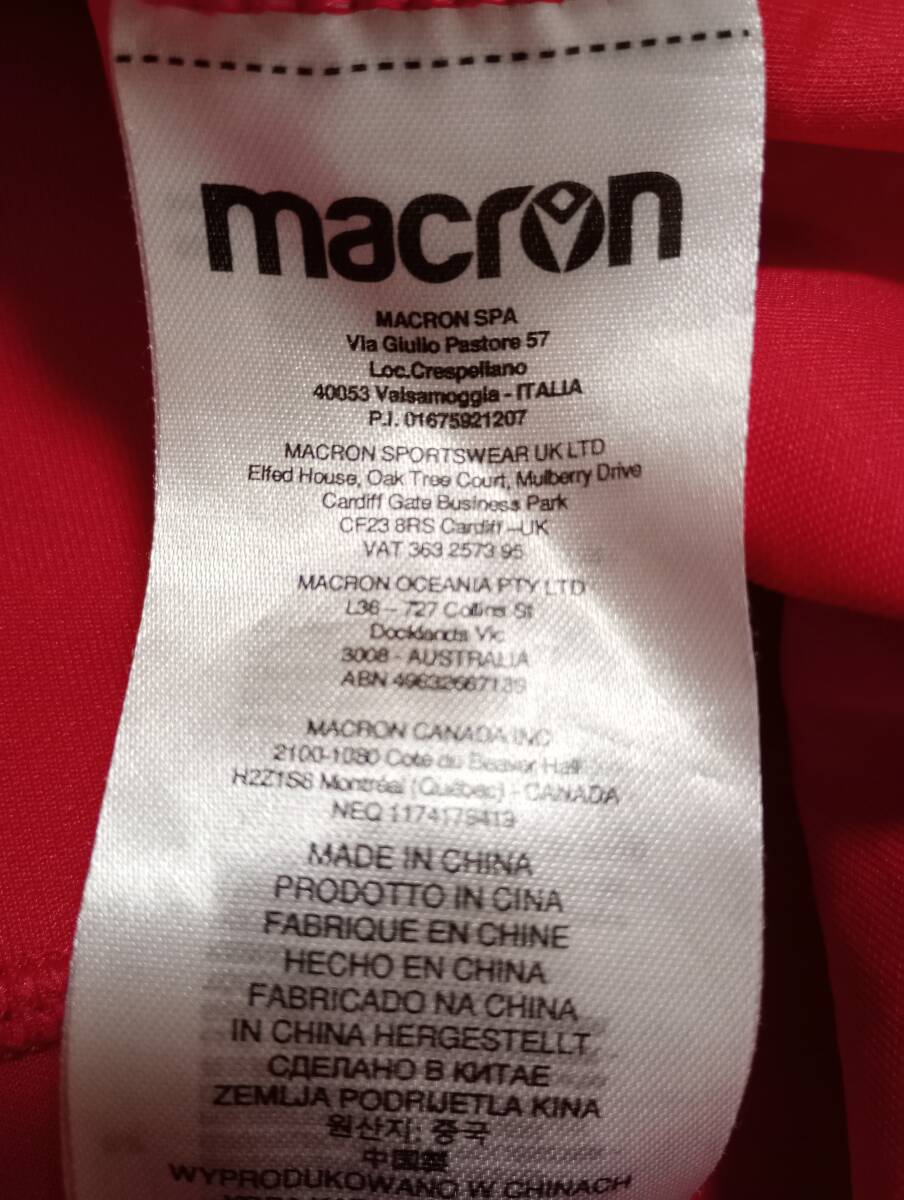 macron
MACRON SPA
Via Giulio Pastore 57
Loc.Crespellano
40053 Valsamoggia - ITALIA
P.I. 01675921207
MACRON SPORTSWEAR UK LTD
Elfed House, Oak Tree Court, Mulberry Drive
Cardiff Gate Business Park
CF23 8RS Cardiff -UK
VAT 363 2573 95
MACRON OCEANIA PTY LTD
L36 - 727 Collins St
Docklands Vic
3008 - AUSTRALIA
ABN 49632667139
MACRON CANADA INC
2100-1080 Cote du Beaver Hall
H2Z1S8 Montréal (Québec) - CANADA
NEQ 1174178413
MADE IN CHINA
PRODOTTO IN CINA
FABRIQUE EN CHINE
HECHO EN CHINA
FABRICADO NA CHINA
IN CHINA HERGESTELLT
СДЕЛАНО В КИТАЕ
ZEMLJA PODRIJETLA KINA
원산지: 중국
中国製
WYPRODUKOWANO W CHINACH